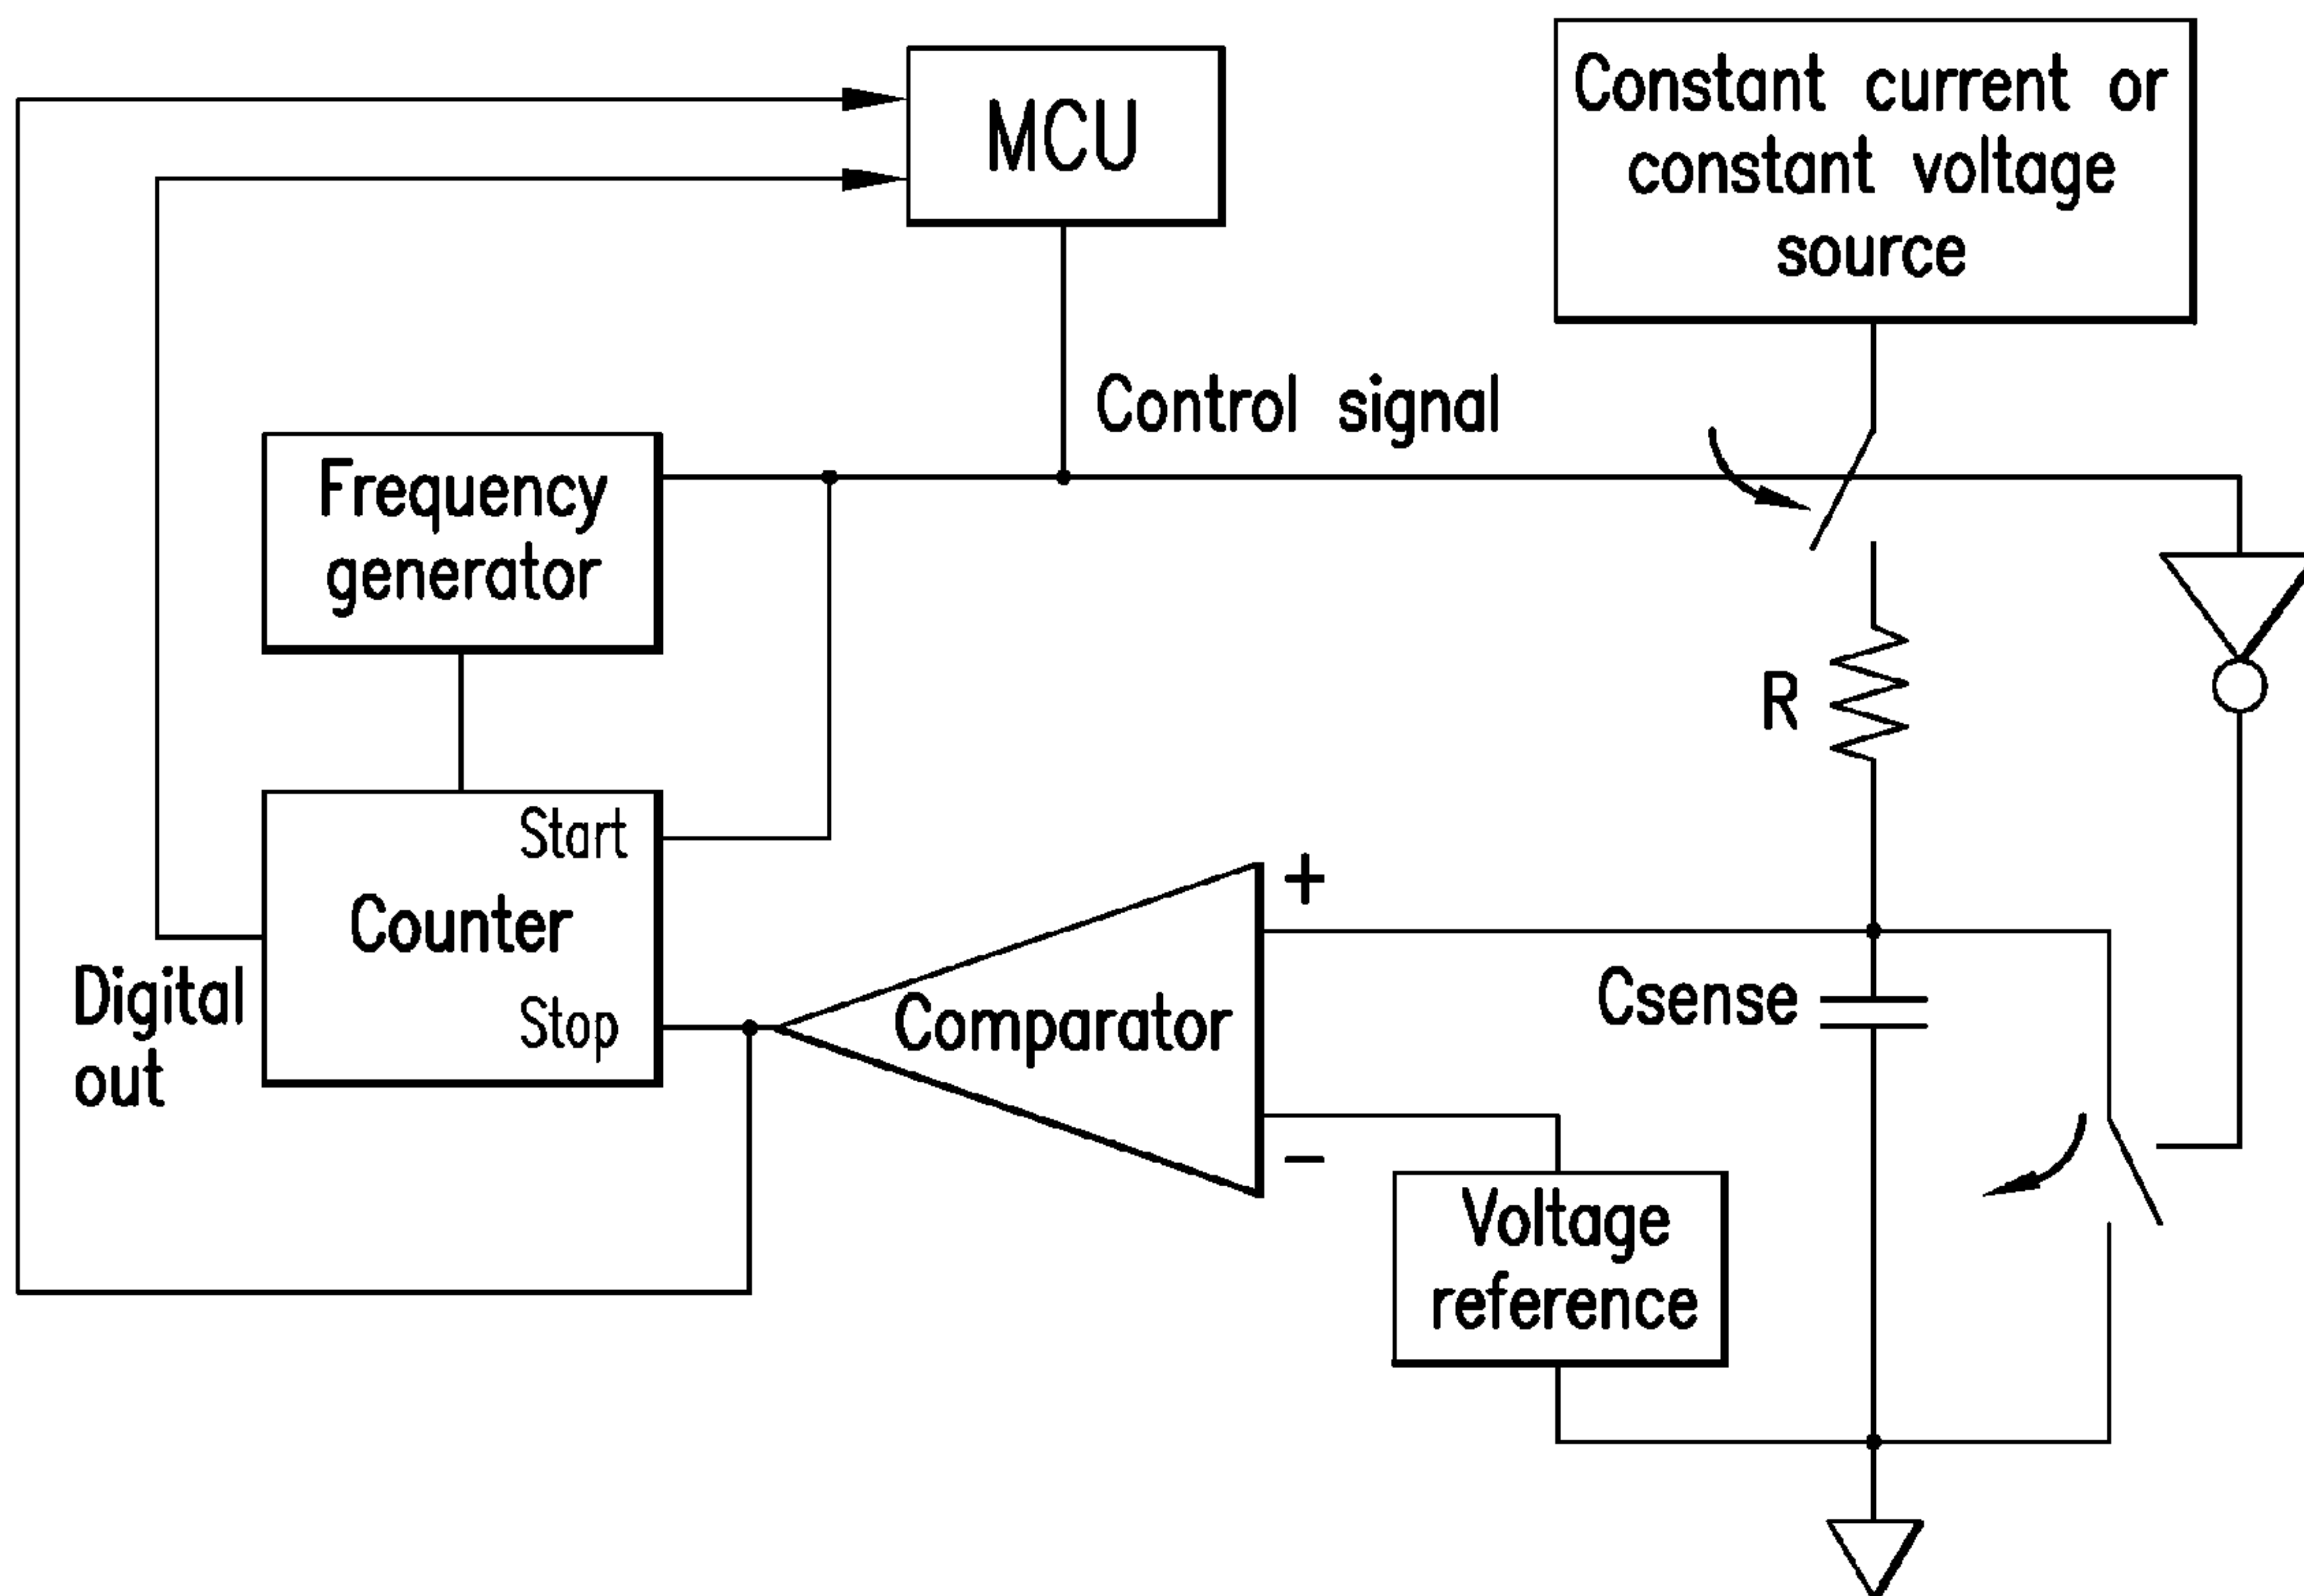 MCU
Constant current or
constant voltage
source
Control signal
Frequency
generator
R
Start
Counter
Stop
Digital
out
+
Comparator
−
Csense
Voltage
reference